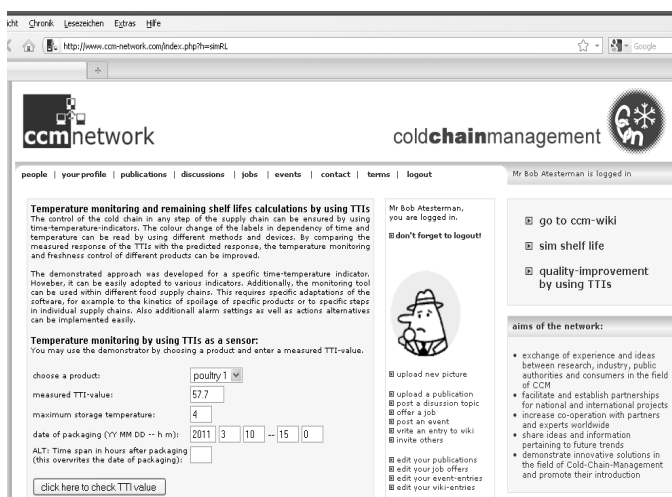 icht Chronik Lesezeichen Extras Hilfe
http://www.ccm-network.com/index.php?h=simRL
Google
ccmnetwork
coldchainmanagement
people | your profile | publications | discussions | jobs | events | contact | terms | logout
Mr Bob Atesterman is logged in
Temperature monitoring and remaining shelf lifes calculations by using TTIs
The control of the cold chain in any step of the supply chain can be ensured by using
time-temperature-indicators. The colour change of the labels in dependency of time and
temperature can be read by using different methods and devices. By comparing the
measured response of the TTIs with the predicted response, the temperature monitoring
and freshness control of different products can be improved.
The demonstrated approach was developed for a specific time-temperature indicator.
Howeber, it can be easily adopted to various indicators. Additionally, the monitoring tool
can be used within different food supply chains. This requires specific adaptations of the
software, for example to the kinetics of spoilage of specific products or to specific steps
in individual supply chains. Also additionall alarm settings as well as actions alternatives
can be implemented easily.
Temperature monitoring by using TTIs as a sensor:
You may use the demonstrator by choosing a product and enter a measured TTI-value.
choose a product: poultry 1
measured TTI-value: 57.7
maximum storage temperature: 4
date of packaging (YY MM DD -- h m): 2011 3 10 -- 15 0
ALT: Time span in hours after packaging
(this overwrites the date of packaging):
click here to check TTI value
Mr Bob Atesterman,
you are logged in.
don't forget to logout!
upload new picture
upload a publication
post a disussion topic
offer a job
post an event
write an entry to wiki
invite others
edit your publications
edit your job offers
edit your event-entries
edit your wiki-entries
go to ccm-wiki
sim shelf life
quality-improvement
by using TTIs
aims of the network:
• exchange of experience and ideas
between research, industry, public
authorities and consumers in the field
of CCM
• facilitate and establish partnerships
for national and international projects
• increase co-operation with partners
and experts worldwide
• share ideas and information
pertaining to future trends
• demonstrate innovative solutions in
the field of Cold-Chain-Management
and promote their introduction